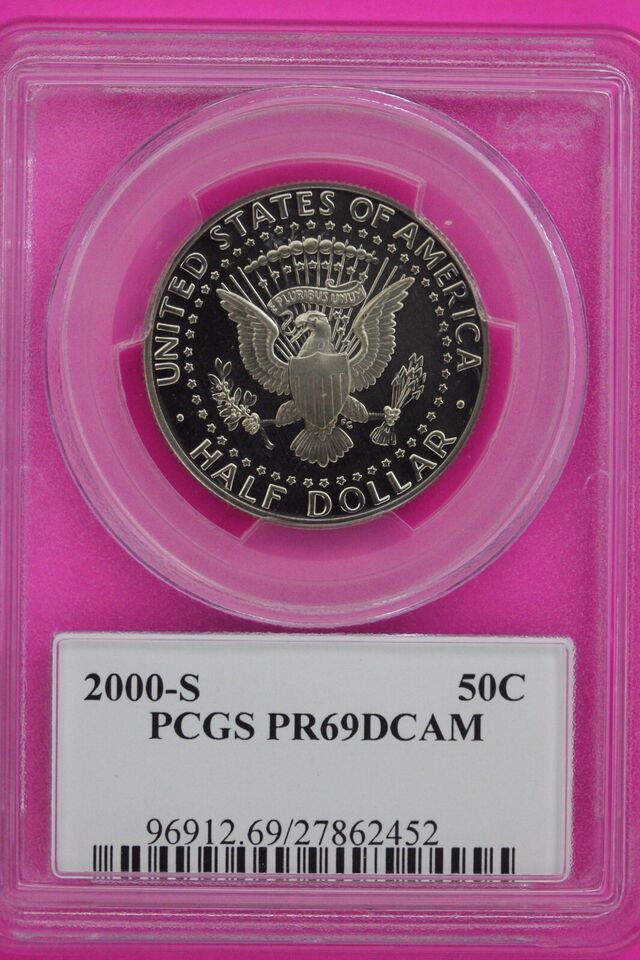 UNITED STATES OF AMERICA
E PLURIBUS UNUM
HALF DOLLAR
2000-S 50C
PCGS PR69DCAM
96912.69/27862452